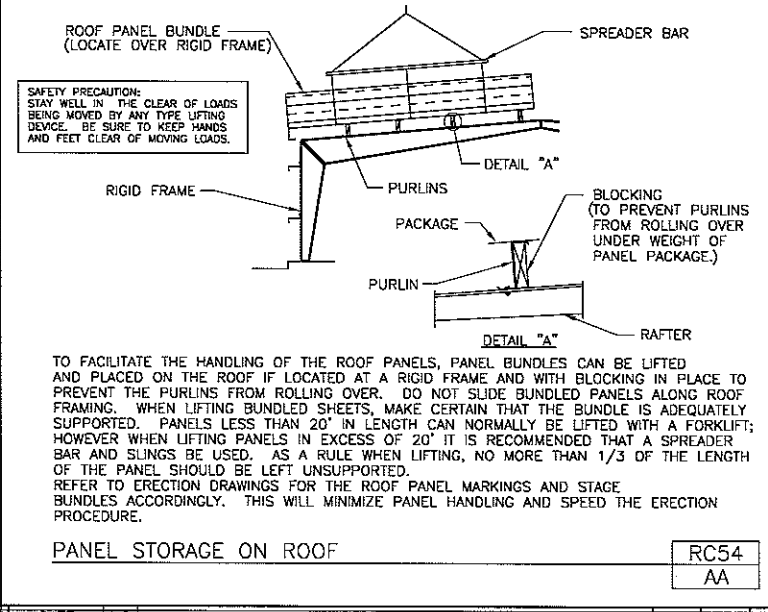 ROOF PANEL BUNDLE
(LOCATE OVER RIGID FRAME)
SPREADER BAR
SAFETY PRECAUTION:
STAY WELL IN THE CLEAR OF LOADS
BEING MOVED BY ANY TYPE LIFTING
DEVICE. BE SURE TO KEEP HANDS
AND FEET CLEAR OF MOVING LOADS.
DETAIL "A"
RIGID FRAME
PURLINS
BLOCKING
(TO PREVENT PURLINS
FROM ROLLING OVER
UNDER WEIGHT OF
PANEL PACKAGE.)
PACKAGE
PURLIN
DETAIL "A"
RAFTER
TO FACILITATE THE HANDLING OF THE ROOF PANELS, PANEL BUNDLES CAN BE LIFTED
AND PLACED ON THE ROOF IF LOCATED AT A RIGID FRAME AND WITH BLOCKING IN PLACE TO
PREVENT THE PURLINS FROM ROLLING OVER. DO NOT SLIDE BUNDLED PANELS ALONG ROOF
FRAMING. WHEN LIFTING BUNDLED SHEETS, MAKE CERTAIN THAT THE BUNDLE IS ADEQUATELY
SUPPORTED. PANELS LESS THAN 20' IN LENGTH CAN NORMALLY BE LIFTED WITH A FORKLIFT;
HOWEVER WHEN LIFTING PANELS IN EXCESS OF 20' IT IS RECOMMENDED THAT A SPREADER
BAR AND SLINGS BE USED. AS A RULE WHEN LIFTING, NO MORE THAN 1/3 OF THE LENGTH
OF THE PANEL SHOULD BE LEFT UNSUPPORTED.
REFER TO ERECTION DRAWINGS FOR THE ROOF PANEL MARKINGS AND STAGE
BUNDLES ACCORDINGLY. THIS WILL MINIMIZE PANEL HANDLING AND SPEED THE ERECTION
PROCEDURE.
PANEL STORAGE ON ROOF
RC54
AA